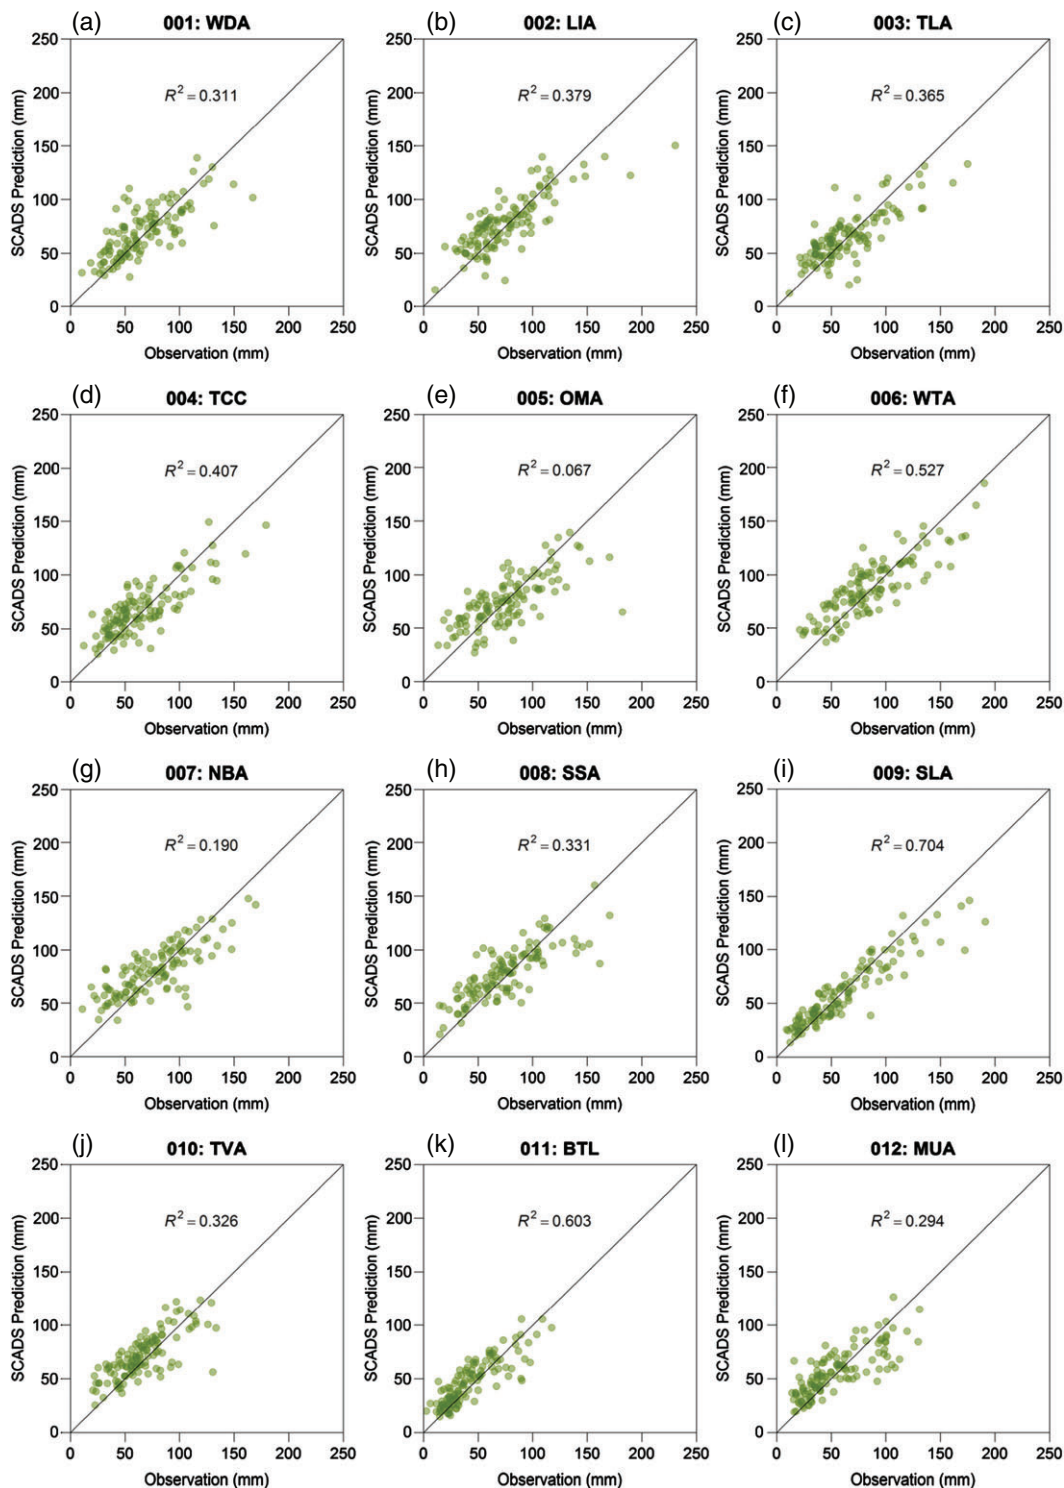 (a) 001: WDA (b) 002: LIA (c) 003: TLA
250 250 250
R² = 0.311 R² = 0.379 R² = 0.365
200 200 200
150 150 150
100 100 100
50 50 50
0 0 0
SCADS Prediction (mm) SCADS Prediction (mm) SCADS Prediction (mm)
0 50 100 150 200 250 0 50 100 150 200 250 0 50 100 150 200 250
Observation (mm) Observation (mm) Observation (mm)
(d) 004: TCC (e) 005: OMA (f) 006: WTA
250 250 250
R² = 0.407 R² = 0.067 R² = 0.527
200 200 200
150 150 150
100 100 100
50 50 50
0 0 0
SCADS Prediction (mm) SCADS Prediction (mm) SCADS Prediction (mm)
0 50 100 150 200 250 0 50 100 150 200 250 0 50 100 150 200 250
Observation (mm) Observation (mm) Observation (mm)
(g) 007: NBA (h) 008: SSA (i) 009: SLA
250 250 250
R² = 0.190 R² = 0.331 R² = 0.704
200 200 200
150 150 150
100 100 100
50 50 50
0 0 0
SCADS Prediction (mm) SCADS Prediction (mm) SCADS Prediction (mm)
0 50 100 150 200 250 0 50 100 150 200 250 0 50 100 150 200 250
Observation (mm) Observation (mm) Observation (mm)
(j) 010: TVA (k) 011: BTL (l) 012: MUA
250 250 250
R² = 0.326 R² = 0.603 R² = 0.294
200 200 200
150 150 150
100 100 100
50 50 50
0 0 0
SCADS Prediction (mm) SCADS Prediction (mm) SCADS Prediction (mm)
0 50 100 150 200 250 0 50 100 150 200 250 0 50 100 150 200 250
Observation (mm) Observation (mm) Observation (mm)